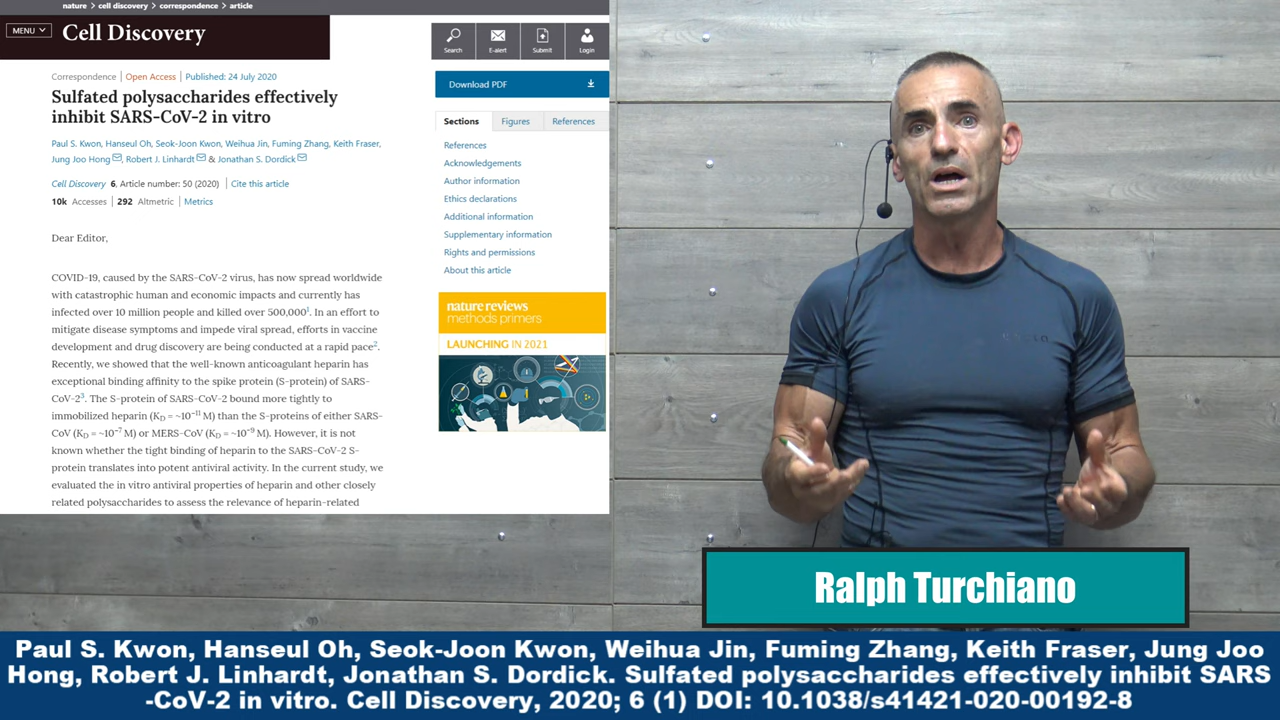 nature > cell discovery > correspondence > article
MENU
Cell Discovery
Search
E-alert
Submit
Login
Correspondence | Open Access | Published: 24 July 2020
Sulfated polysaccharides effectively
inhibit SARS-CoV-2 in vitro
Paul S. Kwon, Hanseul Oh, Seok-Joon Kwon, Weihua Jin, Fuming Zhang, Keith Fraser,
Jung Joo Hong, Robert J. Linhardt & Jonathan S. Dordick
Cell Discovery 6, Article number: 50 (2020) | Cite this article
10k Accesses | 292 Altmetric | Metrics
Dear Editor,
COVID-19, caused by the SARS-CoV-2 virus, has now spread worldwide
with catastrophic human and economic impacts and currently has
infected over 10 million people and killed over 500,000¹. In an effort to
mitigate disease symptoms and impede viral spread, efforts in vaccine
development and drug discovery are being conducted at a rapid pace².
Recently, we showed that the well-known anticoagulant heparin has
exceptional binding affinity to the spike protein (S-protein) of SARS-
CoV-2³. The S-protein of SARS-CoV-2 bound more tightly to
immobilized heparin (KD = ~10⁻¹¹ M) than the S-proteins of either SARS-
CoV (KD = ~10⁻⁷ M) or MERS-CoV (KD = ~10⁻⁹ M). However, it is not
known whether the tight binding of heparin to the SARS-CoV-2 S-
protein translates into potent antiviral activity. In the current study, we
evaluated the in vitro antiviral properties of heparin and other closely
related polysaccharides to assess the relevance of heparin-related
Download PDF
Sections
Figures
References
References
Acknowledgements
Author information
Ethics declarations
Additional information
Supplementary information
Rights and permissions
About this article
nature reviews
methods primers
LAUNCHING IN 2021
Ralph Turchiano
Paul S. Kwon, Hanseul Oh, Seok-Joon Kwon, Weihua Jin, Fuming Zhang, Keith Fraser, Jung Joo
Hong, Robert J. Linhardt, Jonathan S. Dordick. Sulfated polysaccharides effectively inhibit SARS
-CoV-2 in vitro. Cell Discovery, 2020; 6 (1) DOI: 10.1038/s41421-020-00192-8